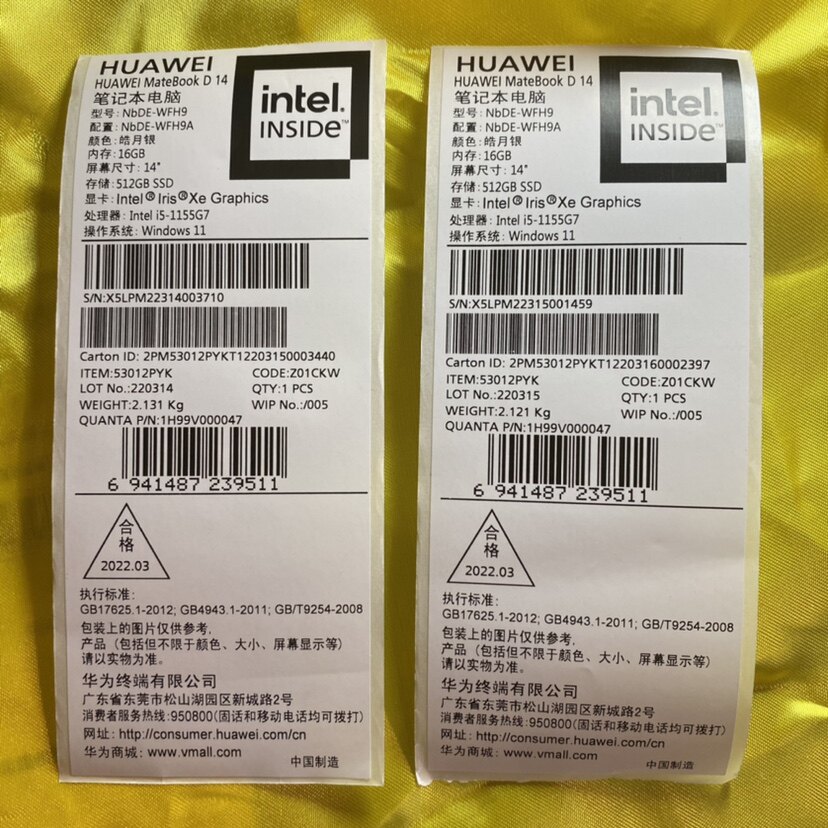 HUAWEI
HUAWEI MateBook D 14
笔记本电脑
型号: NbDE-WFH9
配置: NbDE-WFH9A
颜色: 皓月银
内存: 16GB
屏幕尺寸: 14"
存储: 512GB SSD
显卡: Intel®Iris®Xe Graphics
处理器: Intel i5-1155G7
操作系统: Windows 11
intel.
INSIDe™
S/N:X5LPM22314003710
Carton ID: 2PM53012PYKT12203150003440
ITEM:53012PYK CODE:Z01CKW
LOT No.:220314 QTY:1 PCS
WEIGHT:2.131 Kg WIP No.:/005
QUANTA P/N:1H99V000047
6 941487 239511
合
格
2022.03
执行标准:
GB17625.1-2012; GB4943.1-2011; GB/T9254-2008
包装上的图片仅供参考,
产品（包括但不限于颜色、大小、屏幕显示等）
请以实物为准。
华为终端有限公司
广东省东莞市松山湖园区新城路2号
消费者服务热线: 950800(固话和移动电话均可拨打)
网址: http://consumer.huawei.com/cn
华为商城: www.vmall.com
中国制造
HUAWEI
HUAWEI MateBook D 14
笔记本电脑
型号: NbDE-WFH9
配置: NbDE-WFH9A
颜色: 皓月银
内存: 16GB
屏幕尺寸: 14"
存储: 512GB SSD
显卡: Intel®Iris®Xe Graphics
处理器: Intel i5-1155G7
操作系统: Windows 11
intel.
INSIDe™
S/N:X5LPM22315001459
Carton ID: 2PM53012PYKT12203160002397
ITEM:53012PYK CODE:Z01CKW
LOT No.:220315 QTY:1 PCS
WEIGHT:2.121 Kg WIP No.:/005
QUANTA P/N:1H99V000047
6 941487 239511
合
格
2022.03
执行标准:
GB17625.1-2012; GB4943.1-2011; GB/T9254-2008
包装上的图片仅供参考,
产品（包括但不限于颜色、大小、屏幕显示等）
请以实物为准。
华为终端有限公司
广东省东莞市松山湖园区新城路2号
消费者服务热线: 950800(固话和移动电话均可拨打)
网址: http://consumer.huawei.com/cn
华为商城: www.vmall.com
中国制造